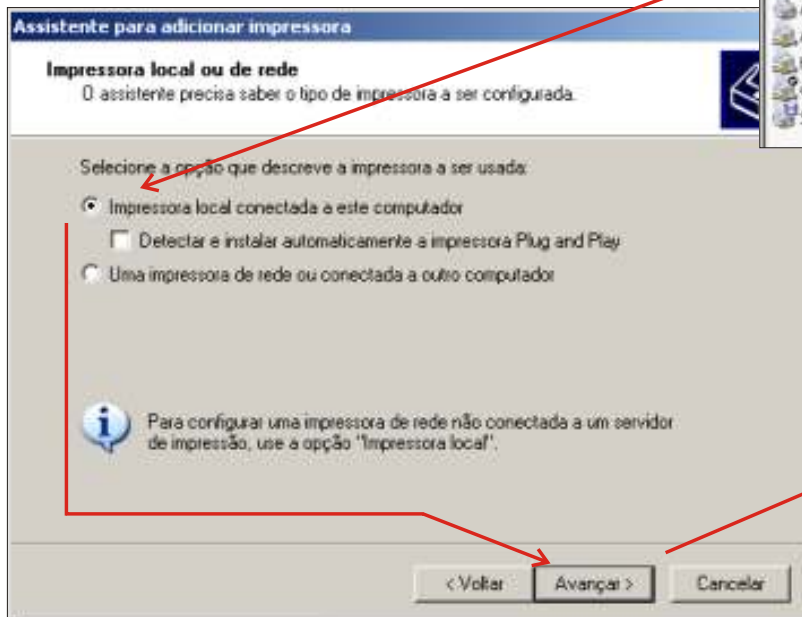 Assistente para adicionar impressora
Impressora local ou de rede
O assistente precisa saber o tipo de impressora a ser configurada.
Selecione a opção que descreve a impressora a ser usada:
Impressora local conectada a este computador
Detectar e instalar automaticamente a impressora Plug and Play
Uma impressora de rede ou conectada a outro computador
Para configurar uma impressora de rede não conectada a um servidor
de impressão, use a opção "Impressora local".
< Voltar Avançar > Cancelar